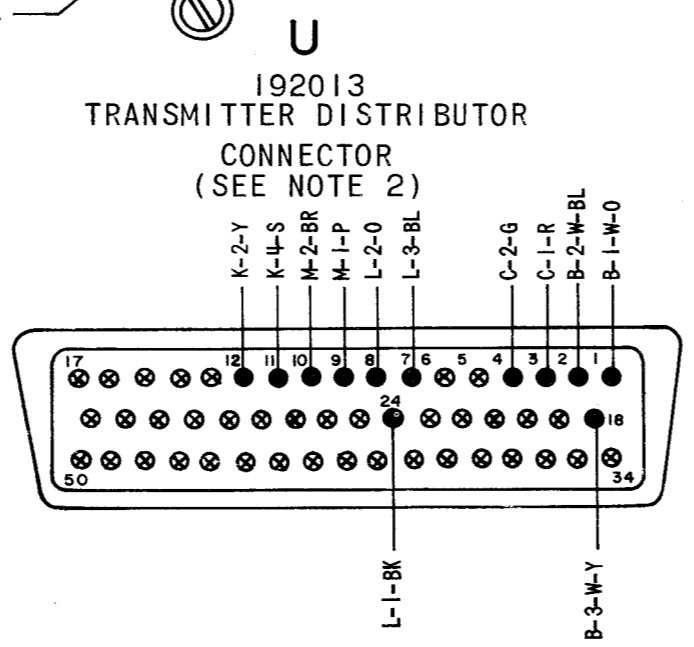 U
192013
TRANSMITTER DISTRIBUTOR
CONNECTOR
(SEE NOTE 2)
K-2-Y
K-4-S
M-2-BR
M-1-P
L-2-O
L-3-BL
C-2-G
C-1-R
B-2-W-BL
B-1-W-O
17 12 11 10 9 8 7 6 5 4 3 2 1
24 18
50 34
L-1-BK
B-3-W-Y